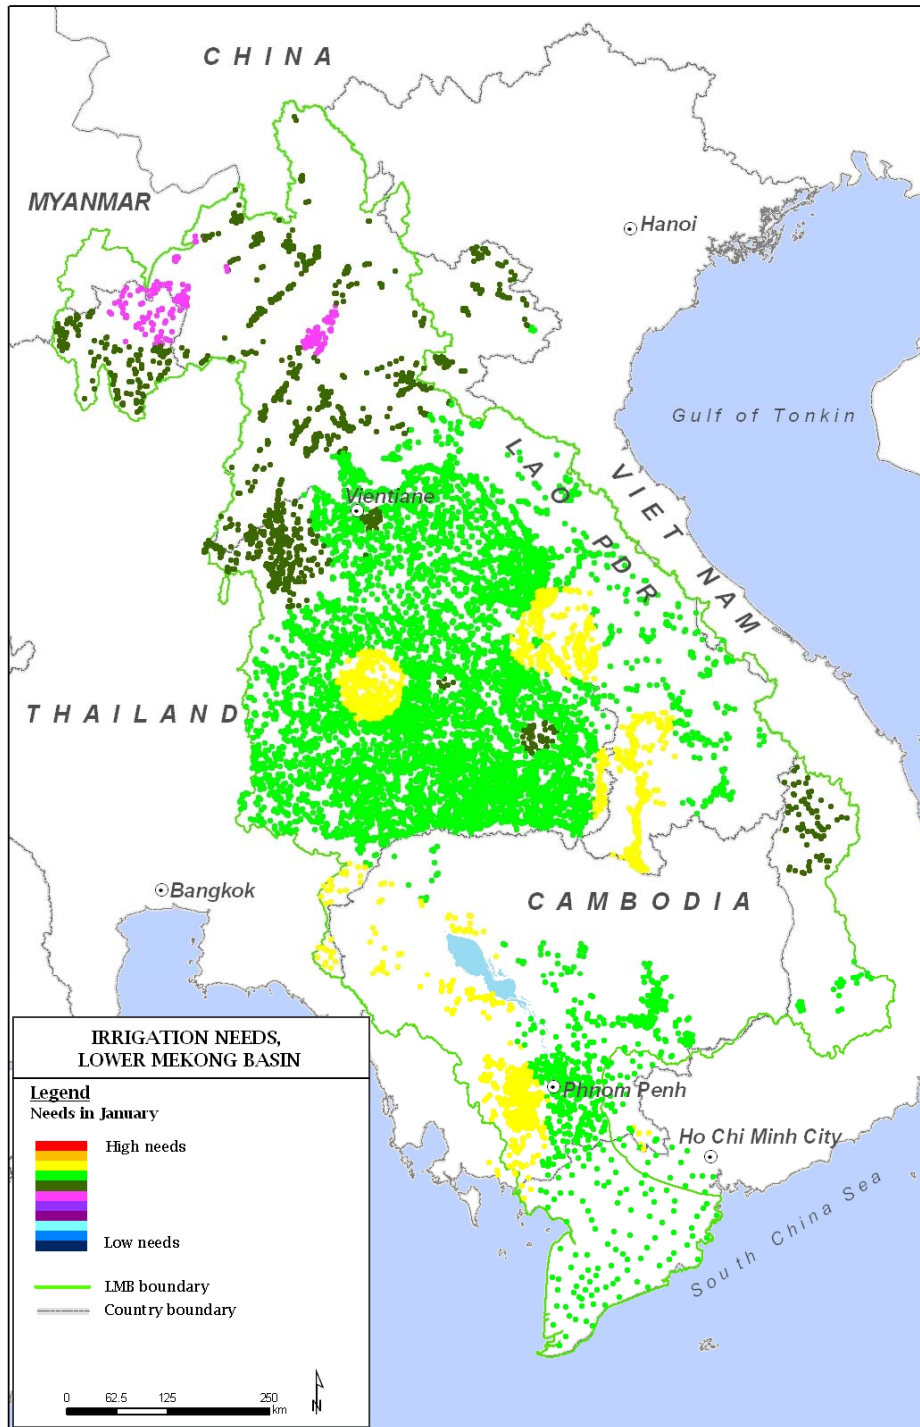 CHINA
MYANMAR
Hanoi
Gulf of Tonkin
LAO PDR
VIET NAM
Vientiane
THAILAND
Bangkok
CAMBODIA
Phnom Penh
Ho Chi Minh City
South China Sea
IRRIGATION NEEDS,
LOWER MEKONG BASIN
Legend
Needs in January
High needs
Low needs
LMB boundary
Country boundary
0 62.5 125 250
km
N